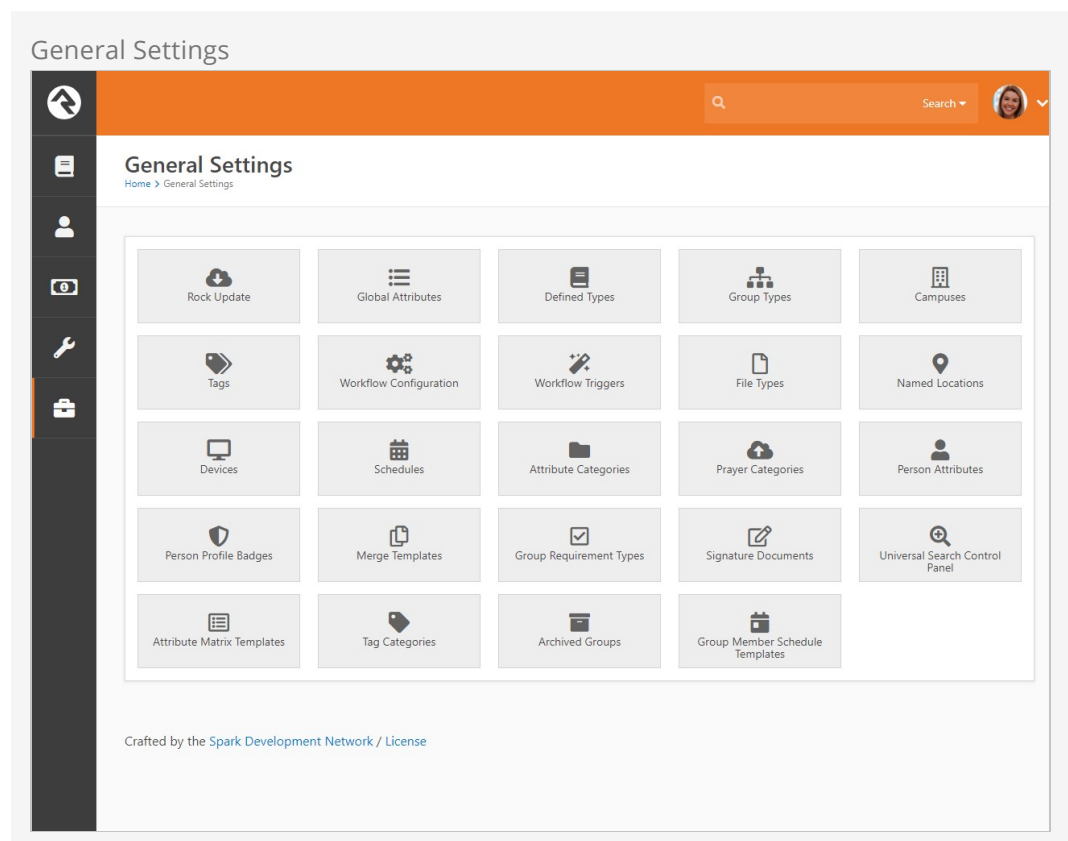 General Settings
Search
General Settings
Home > General Settings
Rock Update
Global Attributes
Defined Types
Group Types
Campuses
Tags
Workflow Configuration
Workflow Triggers
File Types
Named Locations
Devices
Schedules
Attribute Categories
Prayer Categories
Person Attributes
Person Profile Badges
Merge Templates
Group Requirement Types
Signature Documents
Universal Search Control
Panel
Attribute Matrix Templates
Tag Categories
Archived Groups
Group Member Schedule
Templates
Crafted by the Spark Development Network / License